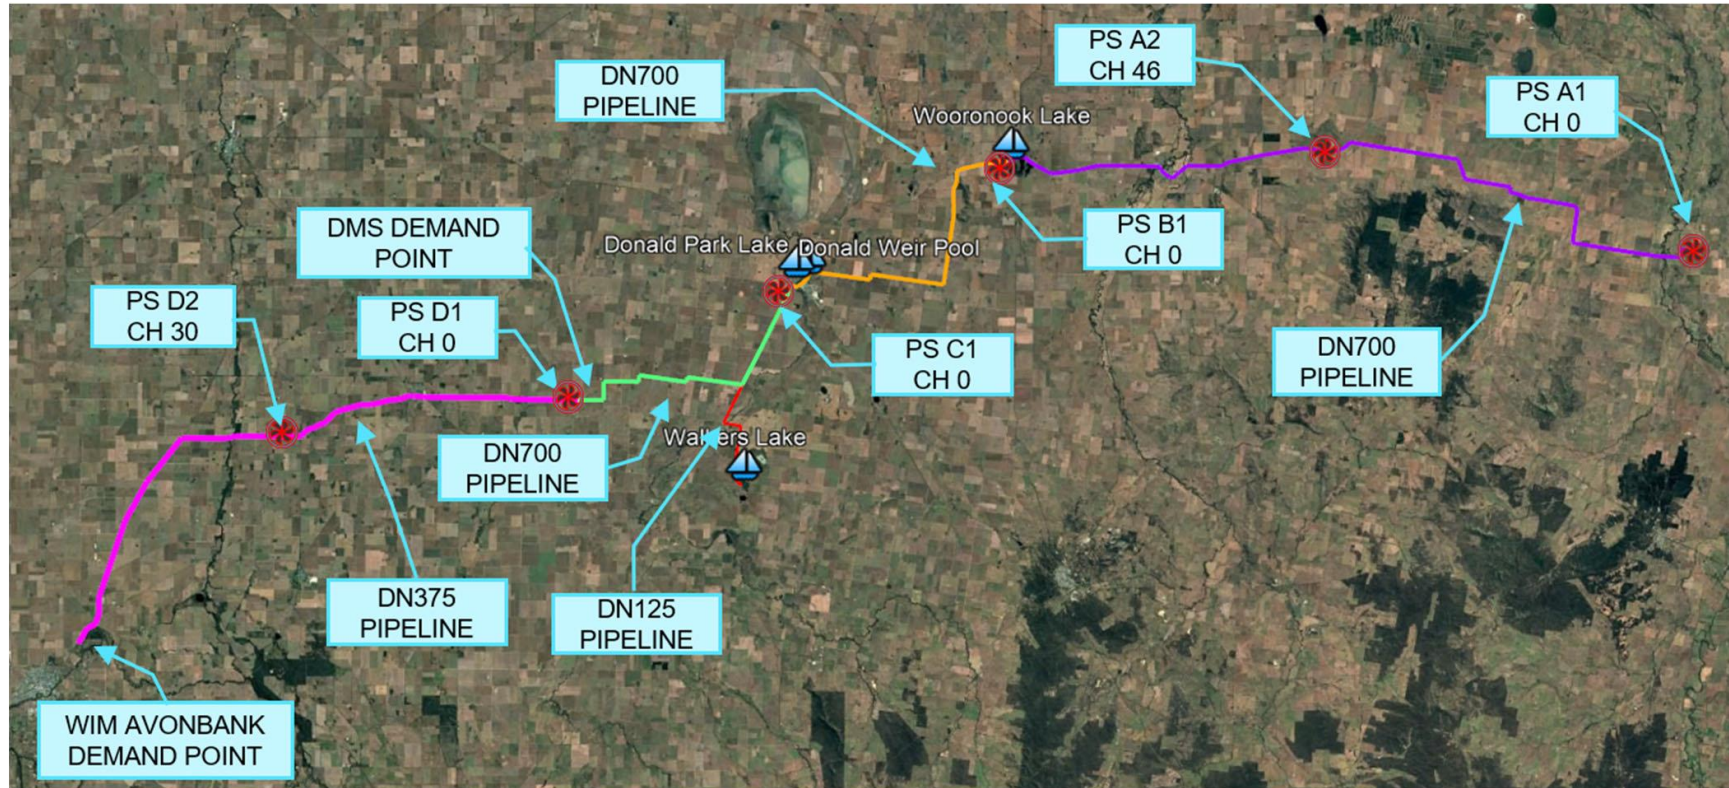 PS A2
CH 46
DN700
PIPELINE
PS A1
CH 0
Wooronook Lake
DMS DEMAND
POINT
Donald Park Lake
Donald Weir Pool
PS B1
CH 0
PS D2
CH 30
PS D1
CH 0
PS C1
CH 0
DN700
PIPELINE
DN700
PIPELINE
Walkers Lake
DN375
PIPELINE
DN125
PIPELINE
WIM AVONBANK
DEMAND POINT